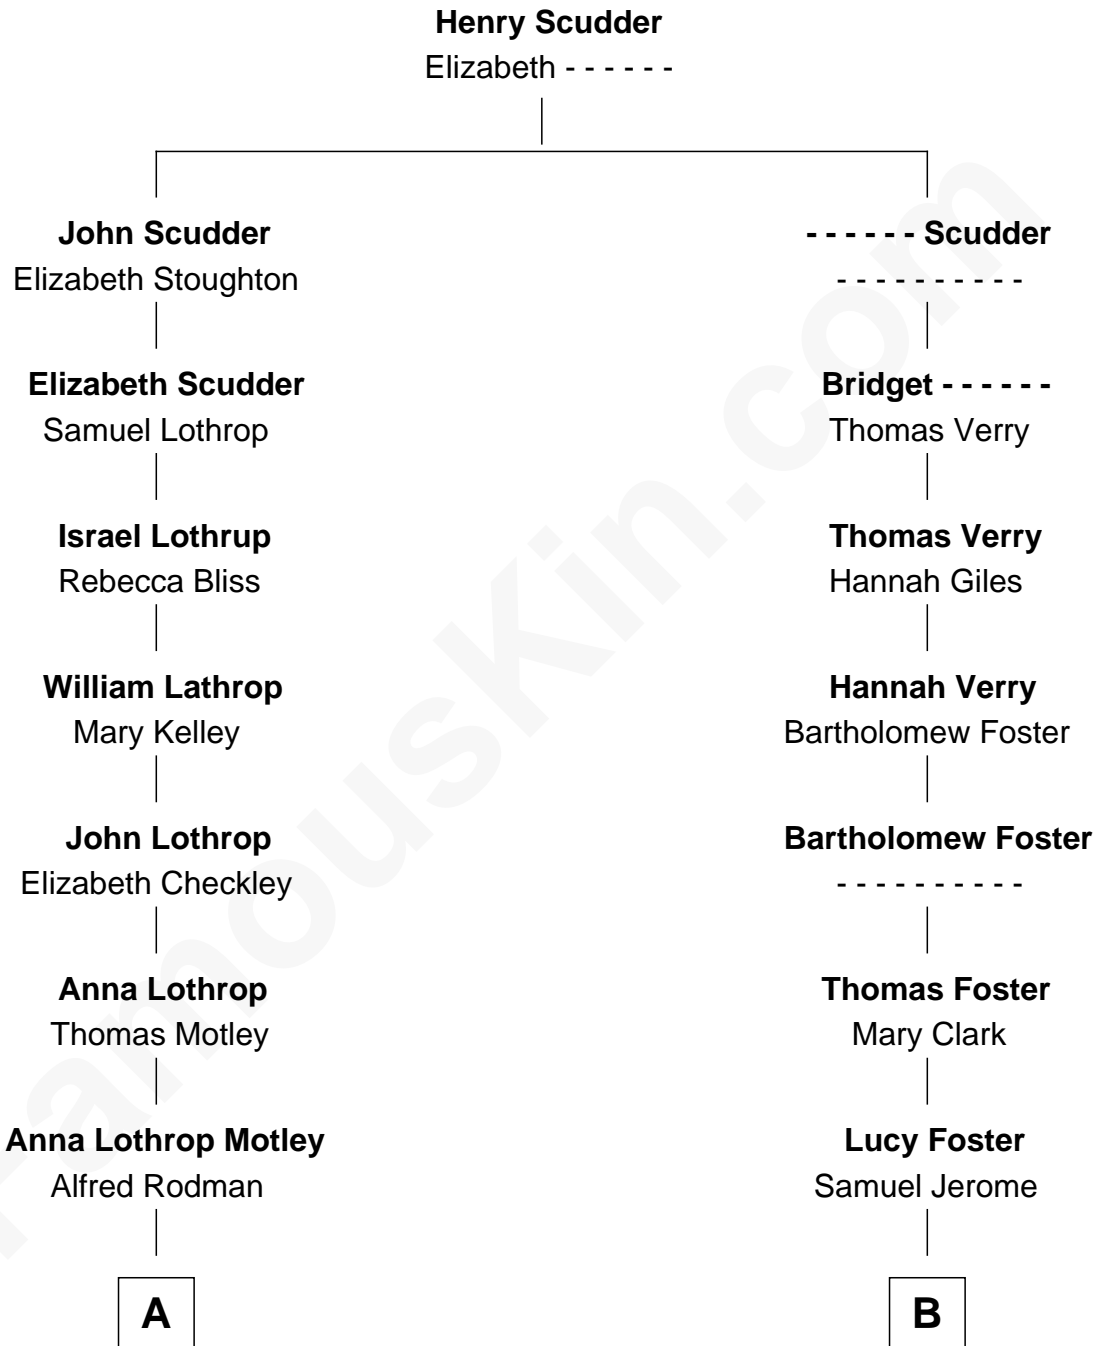 Henry Scudder
Elizabeth - - - - - -
John Scudder
Elizabeth Stoughton
- - - - - - Scudder
- - - - - - - - - -
Elizabeth Scudder
Samuel Lothrop
Bridget - - - - - -
Thomas Verry
Israel Lothrup
Rebecca Bliss
Thomas Verry
Hannah Giles
William Lathrop
Mary Kelley
Hannah Verry
Bartholomew Foster
John Lothrop
Elizabeth Checkley
Bartholomew Foster
- - - - - - - - - -
Anna Lothrop
Thomas Motley
Thomas Foster
Mary Clark
Anna Lothrop Motley
Alfred Rodman
Lucy Foster
Samuel Jerome
A
B
FamousKin.com